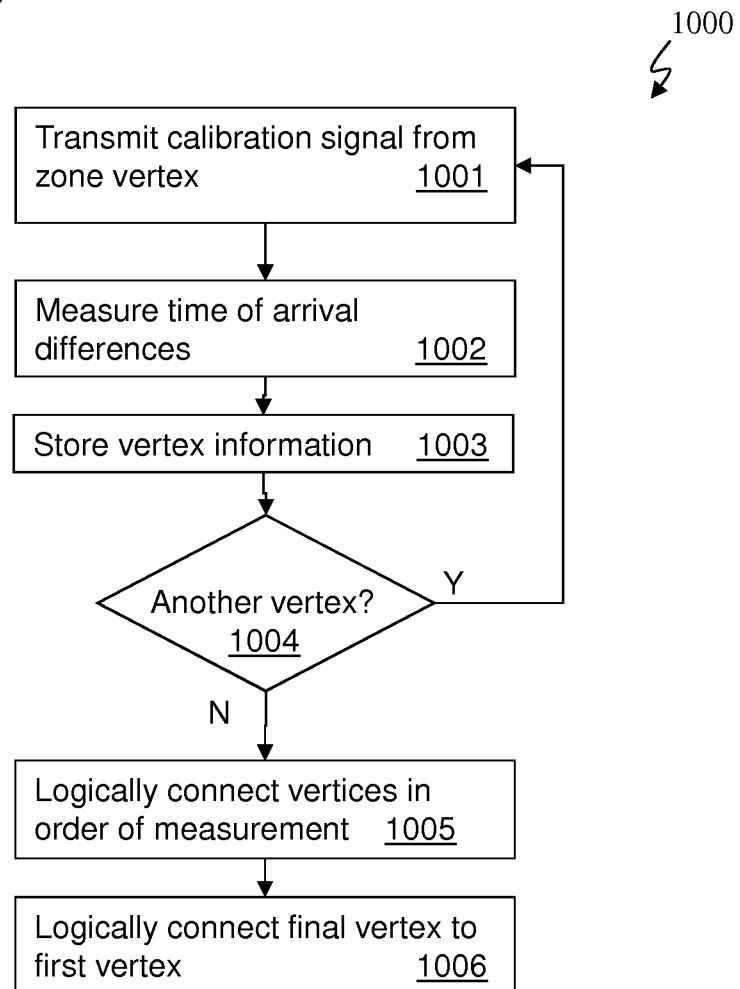 1000
Transmit calibration signal from
zone vertex 1001
Measure time of arrival
differences 1002
Store vertex information 1003
Another vertex?
1004
Y
N
Logically connect vertices in
order of measurement 1005
Logically connect final vertex to
first vertex 1006